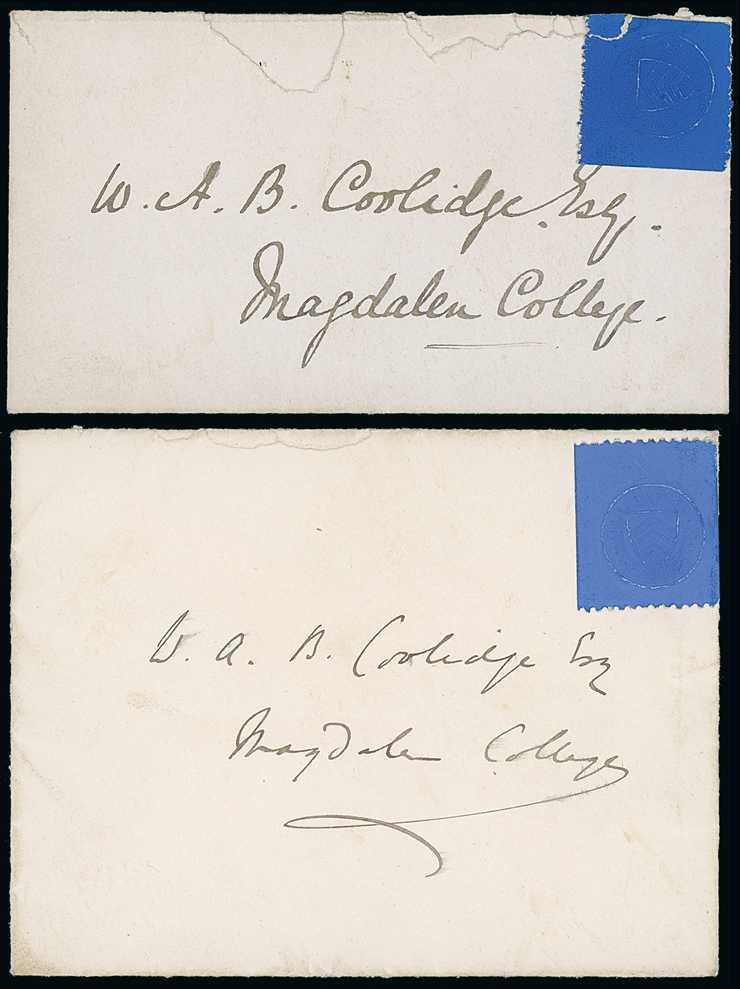 W. A. B. Coolidge. Esq.
Magdalen College.
W. A. B. Coolidge Esq
Magdalen College